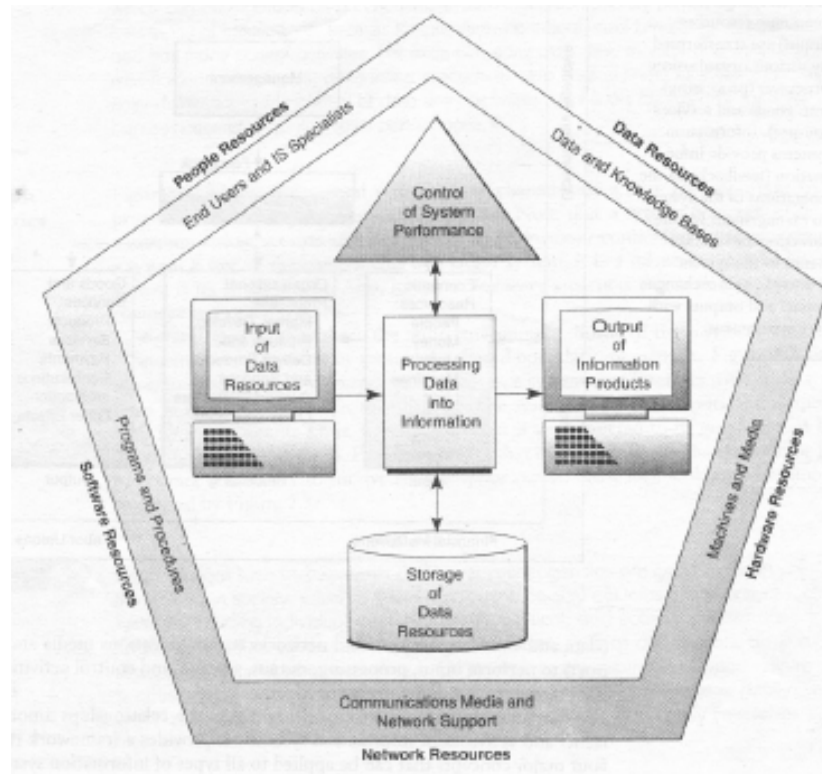 People Resources
End Users and IS Specialists
Data Resources
Data and Knowledge Bases
Control
of System
Performance
Input
of
Data
Resources
Processing
Data
into
Information
Output
of
Information
Products
Software Resources
Programs and Procedures
Machines and Media
Hardware Resources
Storage
of
Data
Resources
Communications Media and
Network Support
Network Resources